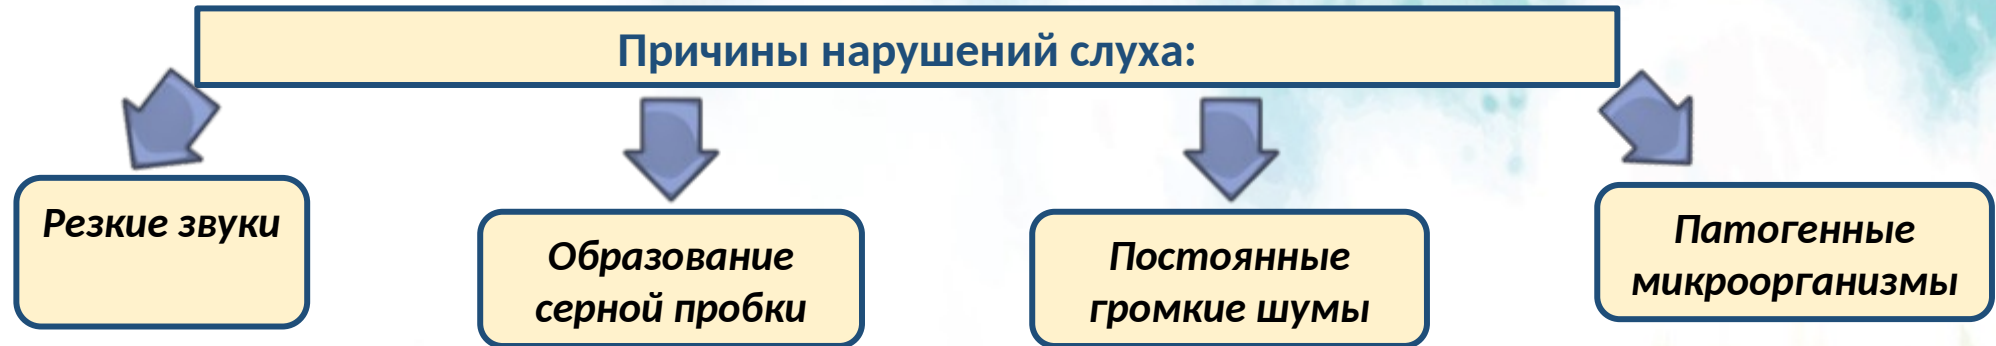 Причины нарушений слуха:
Резкие звуки
Образование
серной пробки
Постоянные
громкие шумы
Патогенные
микроорганизмы